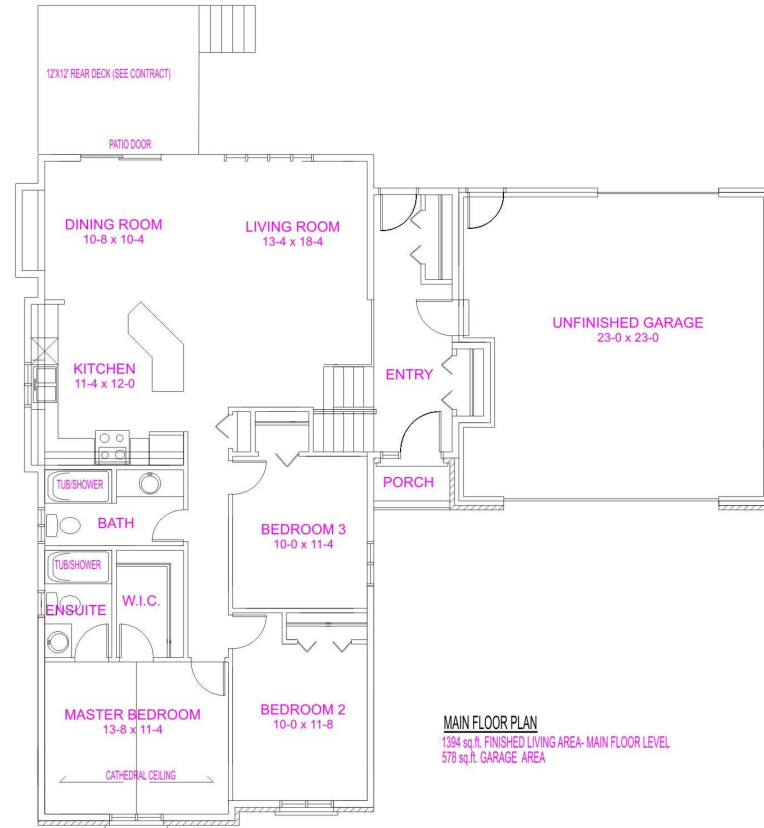 12'X12' REAR DECK (SEE CONTRACT)
PATIO DOOR
DINING ROOM
10-8 x 10-4
LIVING ROOM
13-4 x 18-4
UNFINISHED GARAGE
23-0 x 23-0
KITCHEN
11-4 x 12-0
ENTRY
TUB/SHOWER
PORCH
BATH
BEDROOM 3
10-0 x 11-4
TUB/SHOWER
W.I.C.
ENSUITE
MASTER BEDROOM
13-8 x 11-4
BEDROOM 2
10-0 x 11-8
CATHEDRAL CEILING
MAIN FLOOR PLAN
1394 sq.ft. FINISHED LIVING AREA- MAIN FLOOR LEVEL
578 sq.ft. GARAGE AREA